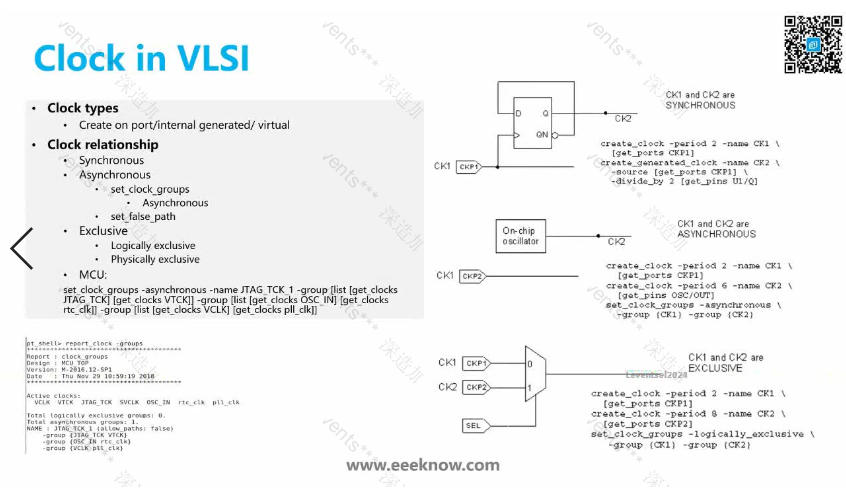 Clock in VLSI
• Clock types
• Create on port/internal generated/ virtual
• Clock relationship
• Synchronous
• Asynchronous
• set_clock_groups
• Asynchronous
• set_false_path
• Exclusive
• Logically exclusive
• Physically exclusive
• MCU:
set_clock_groups -asynchronous -name JTAG_TCK_1 -group [list [get_clocks
JTAG_TCK] [get_clocks VTCK]] -group [list [get_clocks OSC_IN] [get_clocks
rtc_clk]] -group [list [get_clocks VCLK] [get_clocks pll_clk]]
pt_shell> report_clock -groups
****************************************
Report : clock_groups
Design : MCU_TOP
Version: M-2016.12-SP1
Date : Thu Nov 29 10:59:19 2018
****************************************
Active clocks:
VCLK VTCK JTAG_TCK SVCLK OSC_IN rtc_clk pll_clk
Total logically exclusive groups: 0.
Total asynchronous groups: 1.
NAME : JTAG_TCK_1 (allow_paths: false)
-group {JTAG_TCK VTCK}
-group {OSC_IN rtc_clk}
-group {VCLK pll_clk}
D Q
QN
CK2
CK1 CKP1
CK1 and CK2 are
SYNCHRONOUS
create_clock -period 2 -name CK1 \
[get_ports CKP1]
create_generated_clock -name CK2 \
-source [get_ports CKP1] \
-divide_by 2 [get_pins U1/Q]
On-chip
oscillator
CK2
CK1 CKP2
CK1 and CK2 are
ASYNCHRONOUS
create_clock -period 2 -name CK1 \
[get_ports CKP1]
create_clock -period 6 -name CK2 \
[get_pins OSC/OUT]
set_clock_groups -asynchronous \
-group {CK1} -group {CK2}
CK1 CKP1 0
CK2 CKP2 1
SEL
CK1 and CK2 are
EXCLUSIVE
create_clock -period 2 -name CK1 \
[get_ports CKP1]
create_clock -period 8 -name CK2 \
[get_ports CKP2]
set_clock_groups -logically_exclusive \
-group {CK1} -group {CK2}
www.eeeknow.com